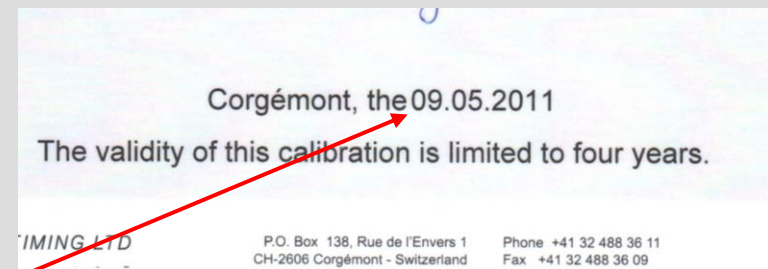 Corgémont, the 09.05.2011
The validity of this calibration is limited to four years.
TIMING LTD
P.O. Box 138, Rue de l'Envers 1
CH-2606 Corgémont - Switzerland
Phone +41 32 488 36 11
Fax +41 32 488 36 09